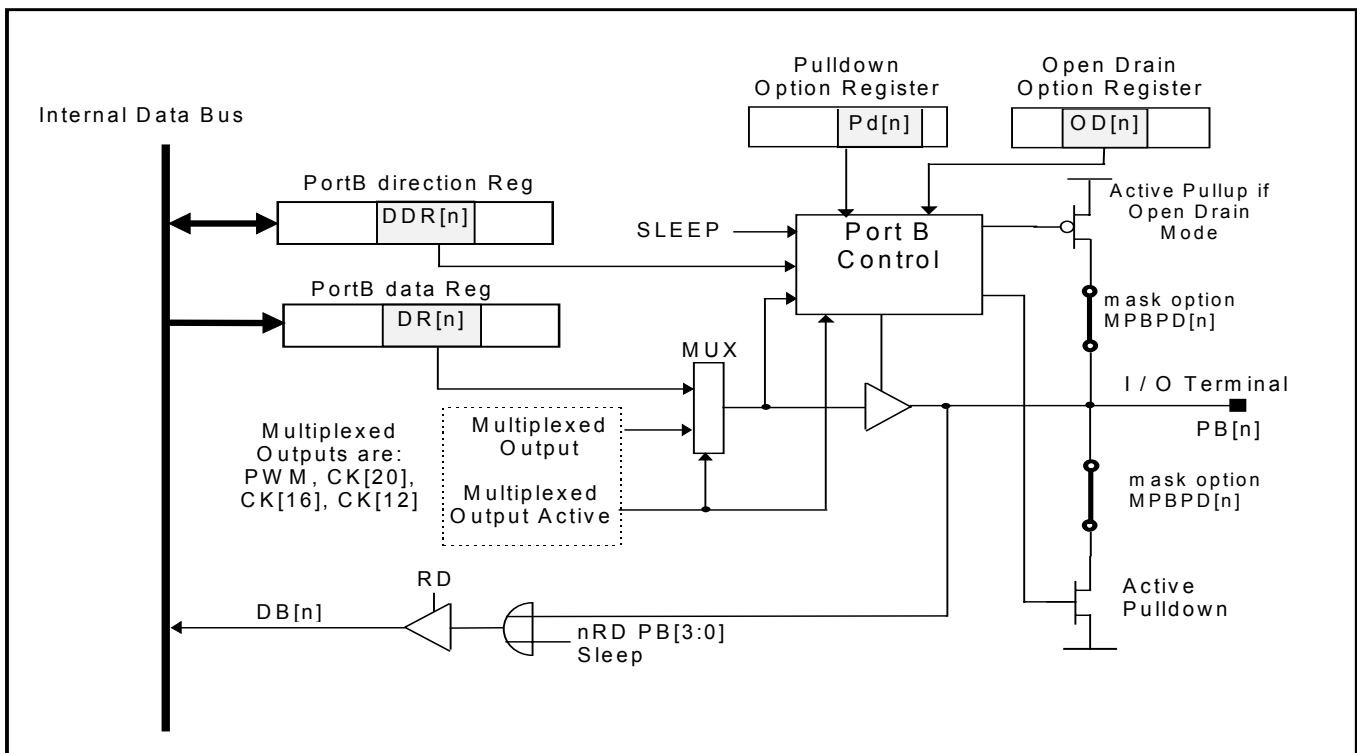 Pulldown
Option Register
Open Drain
Option Register
Internal Data Bus
Pd[n]
OD[n]
PortB direction Reg
DDR[n]
Active Pullup if
Open Drain
Mode
SLEEP
Port B
Control
PortB data Reg
DR[n]
mask option
MPBPD[n]
MUX
I / O Terminal
PB[n]
Multiplexed
Outputs are:
PWM, CK[20],
CK[16], CK[12]
Multiplexed
Output
Multiplexed
Output Active
mask option
MPBPD[n]
RD
DB[n]
nRD PB[3:0]
Sleep
Active
Pulldown